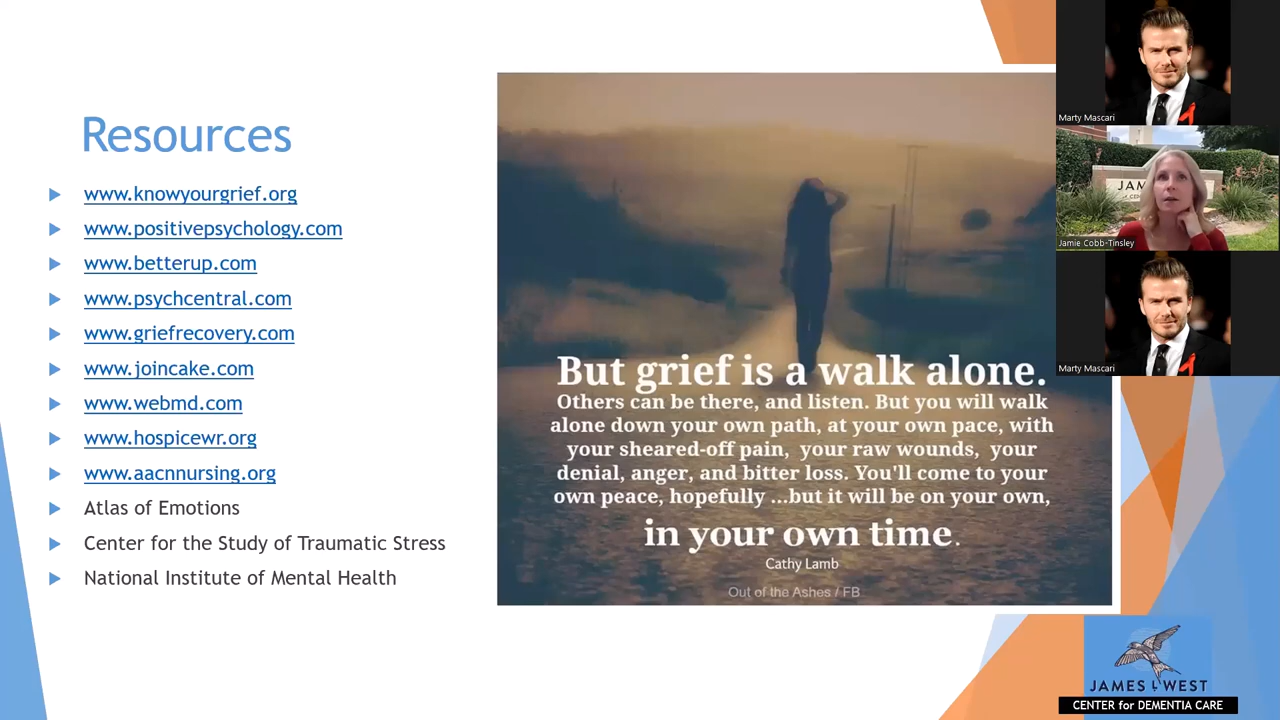 Resources
www.knowyourgrief.org
www.positivepsychology.com
www.betterup.com
www.psychcentral.com
www.griefrecovery.com
www.joincake.com
www.webmd.com
www.hospicewr.org
www.aacnnursing.org
Atlas of Emotions
Center for the Study of Traumatic Stress
National Institute of Mental Health
But grief is a walk alone.
Others can be there, and listen. But you will walk
alone down your own path, at your own pace, with
your sheared-off pain, your raw wounds, your
denial, anger, and bitter loss. You'll come to your
own peace, hopefully ...but it will be on your own,
in your own time.
Cathy Lamb
Out of the Ashes / FB
Marty Mascari
JAM
Jamie Cobb-Tinsley
Marty Mascari
JAMES L WEST
CENTER for DEMENTIA CARE